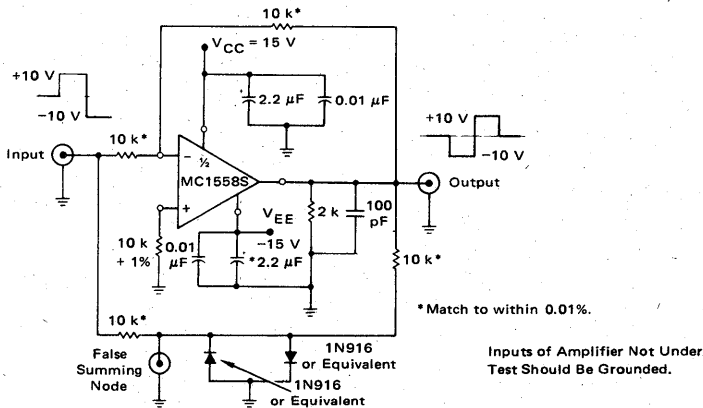 10 k*
VCC = 15 V
+10 V
−10 V
2.2 μF
0.01 μF
10 k*
Input
−
½
MC1558S
+
+10 V
−10 V
Output
VEE
−15 V
2 k
100
pF
10 k
+ 1%
0.01
μF
*2.2 μF
10 k*
*Match to within 0.01%.
10 k*
False
Summing
Node
1N916
or Equivalent
1N916
or Equivalent
Inputs of Amplifier Not Under
Test Should Be Grounded.